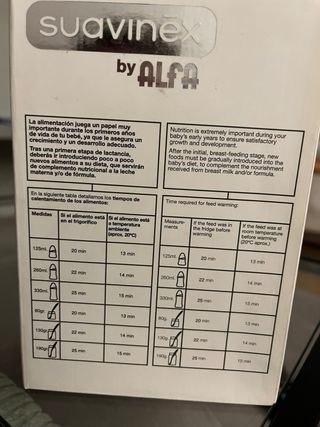 suavinex
by ALFA
La alimentación juega un papel muy
importante durante los primeros años
de vida de tu bebé, ya que le asegura un
crecimiento y un desarrollo adecuado.
Tras una primera etapa de lactancia,
deberás ir introduciendo poco a poco
nuevos alimentos a su dieta, que servirán
de complemento nutricional a la leche
materna y/o de fórmula.
Nutrition is extremely important during your
baby's early years to ensure satisfactory
growth and development.
After the initial, breast-feeding stage, new
foods must be gradually introduced into the
baby's diet, to complement the nourishment
received from breast milk and/or formula.
En la siguiente tabla detallamos los tiempos de
calentamiento de los alimentos:
Medidas
Si el alimento está
en el frigorífico
Si el alimento está
a temperatura
ambiente
(aprox. 20ºC)
125ml. 20 min 13 min
260ml. 22 min 14 min
330ml. 25 min 15 min
80gr. 20 min 13 min
130gr. 22 min 14 min
190gr. 25 min 15 min
Time required for feed warming:
Measure-
ments
If the feed was in
the fridge before
warming
If the feed was at
room temperature
before warming
(20ºC aprox.)
125ml. 20 min 13 min
260ml. 22 min 14 min
330ml. 25 min 15 min
80g. 20 min 13 min
130g. 22 min 14 min
190g. 25 min 15 min